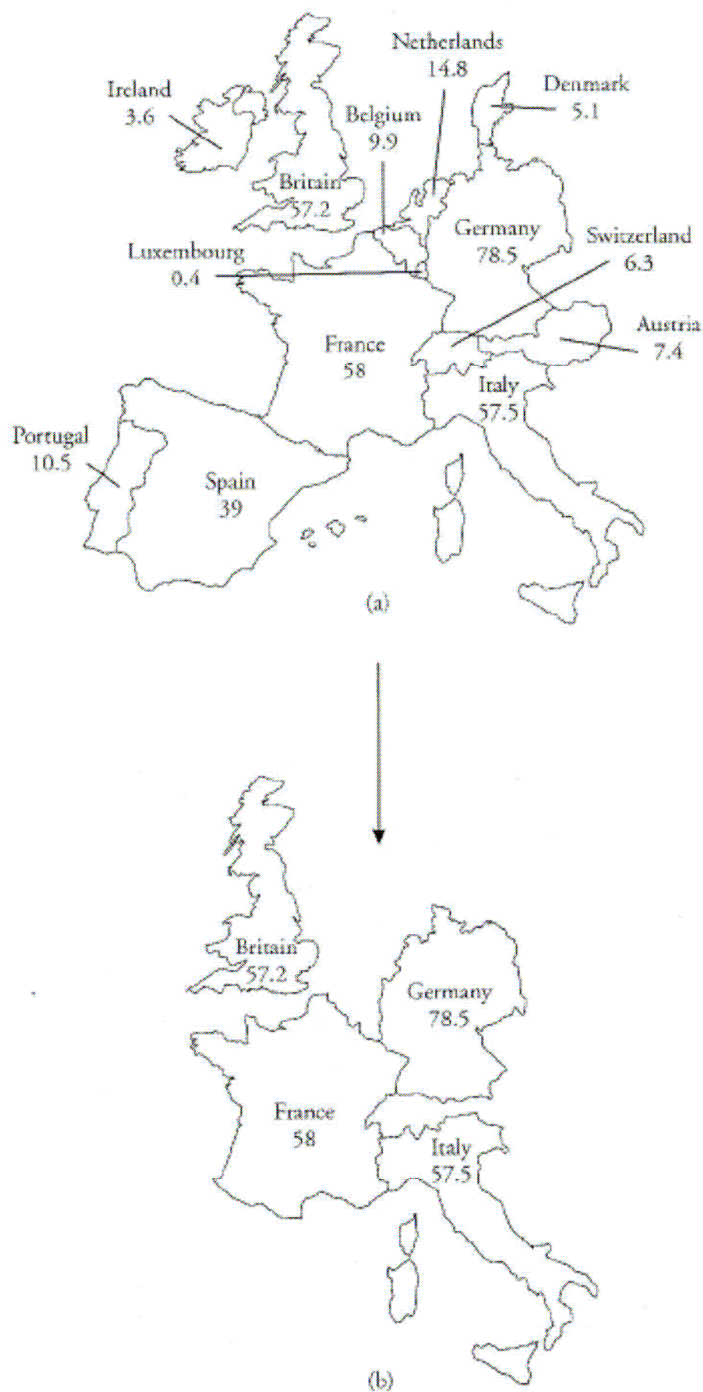 Netherlands
14.8
Ireland
3.6
Denmark
5.1
Belgium
9.9
Britain
57.2
Germany
78.5
Switzerland
6.3
Luxembourg
0.4
Austria
7.4
France
58
Italy
57.5
Portugal
10.5
Spain
39
(a)
Britain
57.2
Germany
78.5
France
58
Italy
57.5
(b)